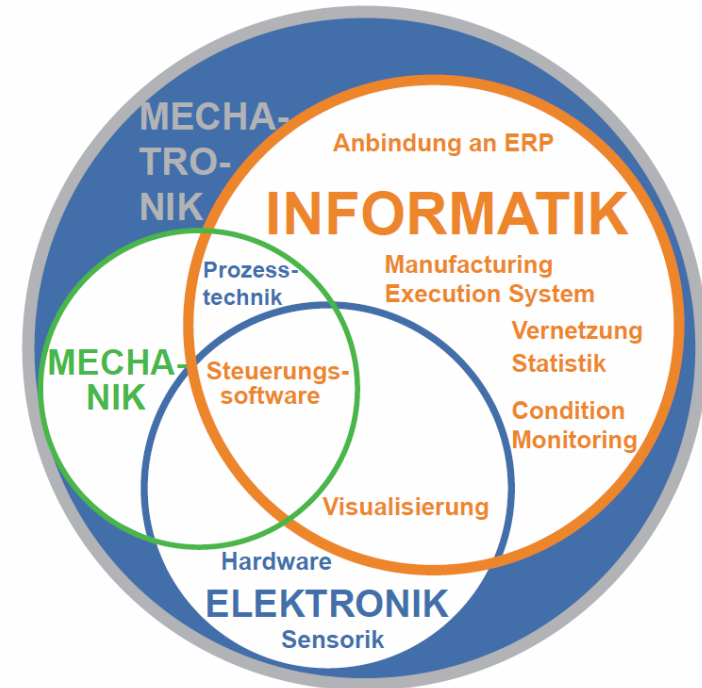 MECHA-
TRO-
NIK
Anbindung an ERP
INFORMATIK
Manufacturing
Execution System
Prozess-
technik
Vernetzung
Statistik
MECHA-
NIK
Steuerungs-
software
Condition
Monitoring
Visualisierung
Hardware
ELEKTRONIK
Sensorik